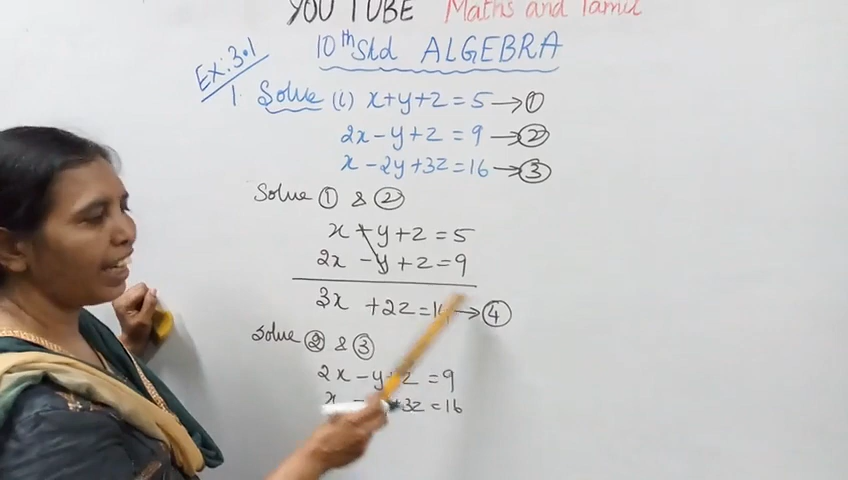 YOU TUBE Maths and Tamil
10th Std ALGEBRA
Ex: 3.1
1. Solve (i) x+y+z=5→①
2x-y+z=9→②
x-2y+3z=16→③
Solve ① & ②
x+y+z=5
2x-y+z=9
3x +2z=14→④
Solve ② & ③
2x-y+z=9
x - +3z=16